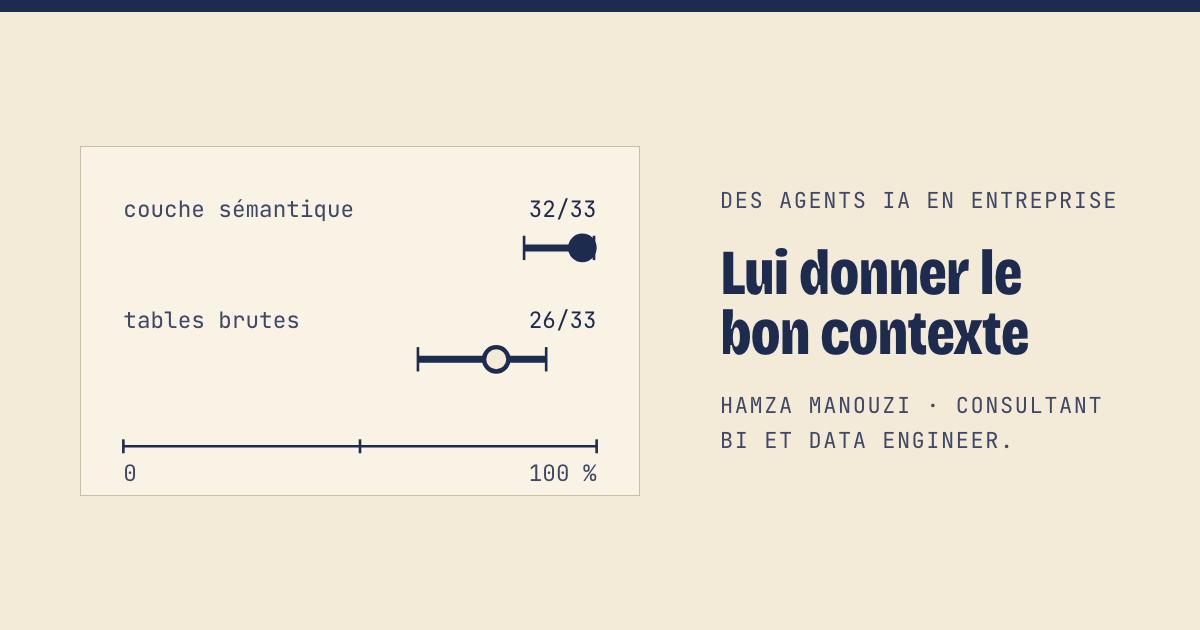 couche sémantique 32/33
tables brutes 26/33
0 100 %
DES AGENTS IA EN ENTREPRISE
Lui donner le
bon contexte
HAMZA MANOUZI · CONSULTANT
BI ET DATA ENGINEER.